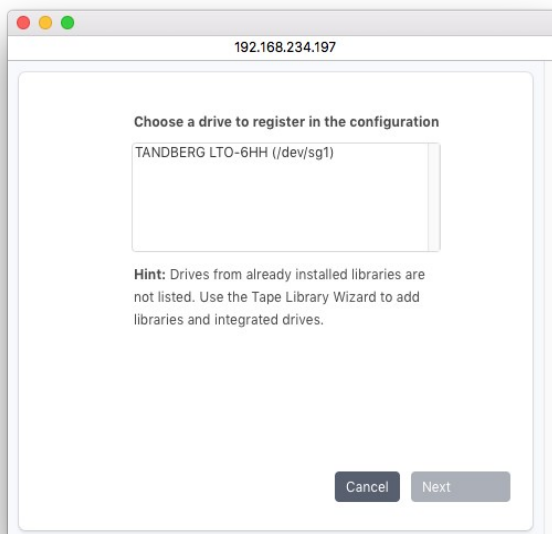 192.168.234.197
Choose a drive to register in the configuration
TANDBERG LTO-6HH (/dev/sg1)
Hint: Drives from already installed libraries are
not listed. Use the Tape Library Wizard to add
libraries and integrated drives.
Cancel Next